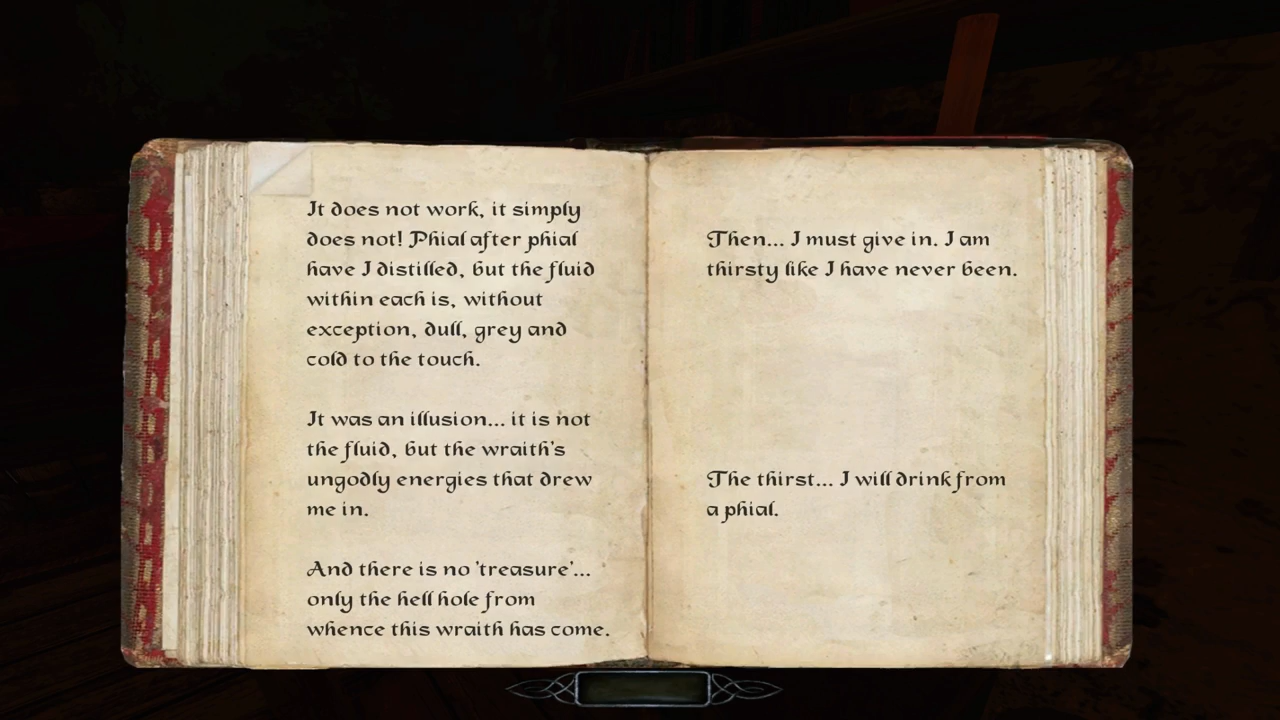 It does not work, it simply
does not! Phial after phial
have I distilled, but the fluid
within each is, without
exception, dull, grey and
cold to the touch.
It was an illusion... it is not
the fluid, but the wraith's
ungodly energies that drew
me in.
And there is no 'treasure'...
only the hell hole from
whence this wraith has come.
Then... I must give in. I am
thirsty like I have never been.
The thirst... I will drink from
a phial.